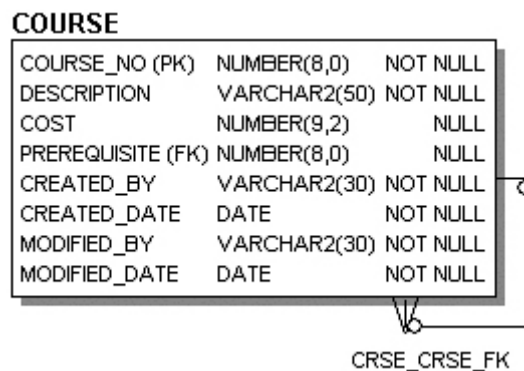 COURSE
COURSE_NO (PK) NUMBER(8,0) NOT NULL
DESCRIPTION VARCHAR2(50) NOT NULL
COST NUMBER(9,2) NULL
PREREQUISITE (FK) NUMBER(8,0) NULL
CREATED_BY VARCHAR2(30) NOT NULL
CREATED_DATE DATE NOT NULL
MODIFIED_BY VARCHAR2(30) NOT NULL
MODIFIED_DATE DATE NOT NULL
CRSE_CRSE_FK